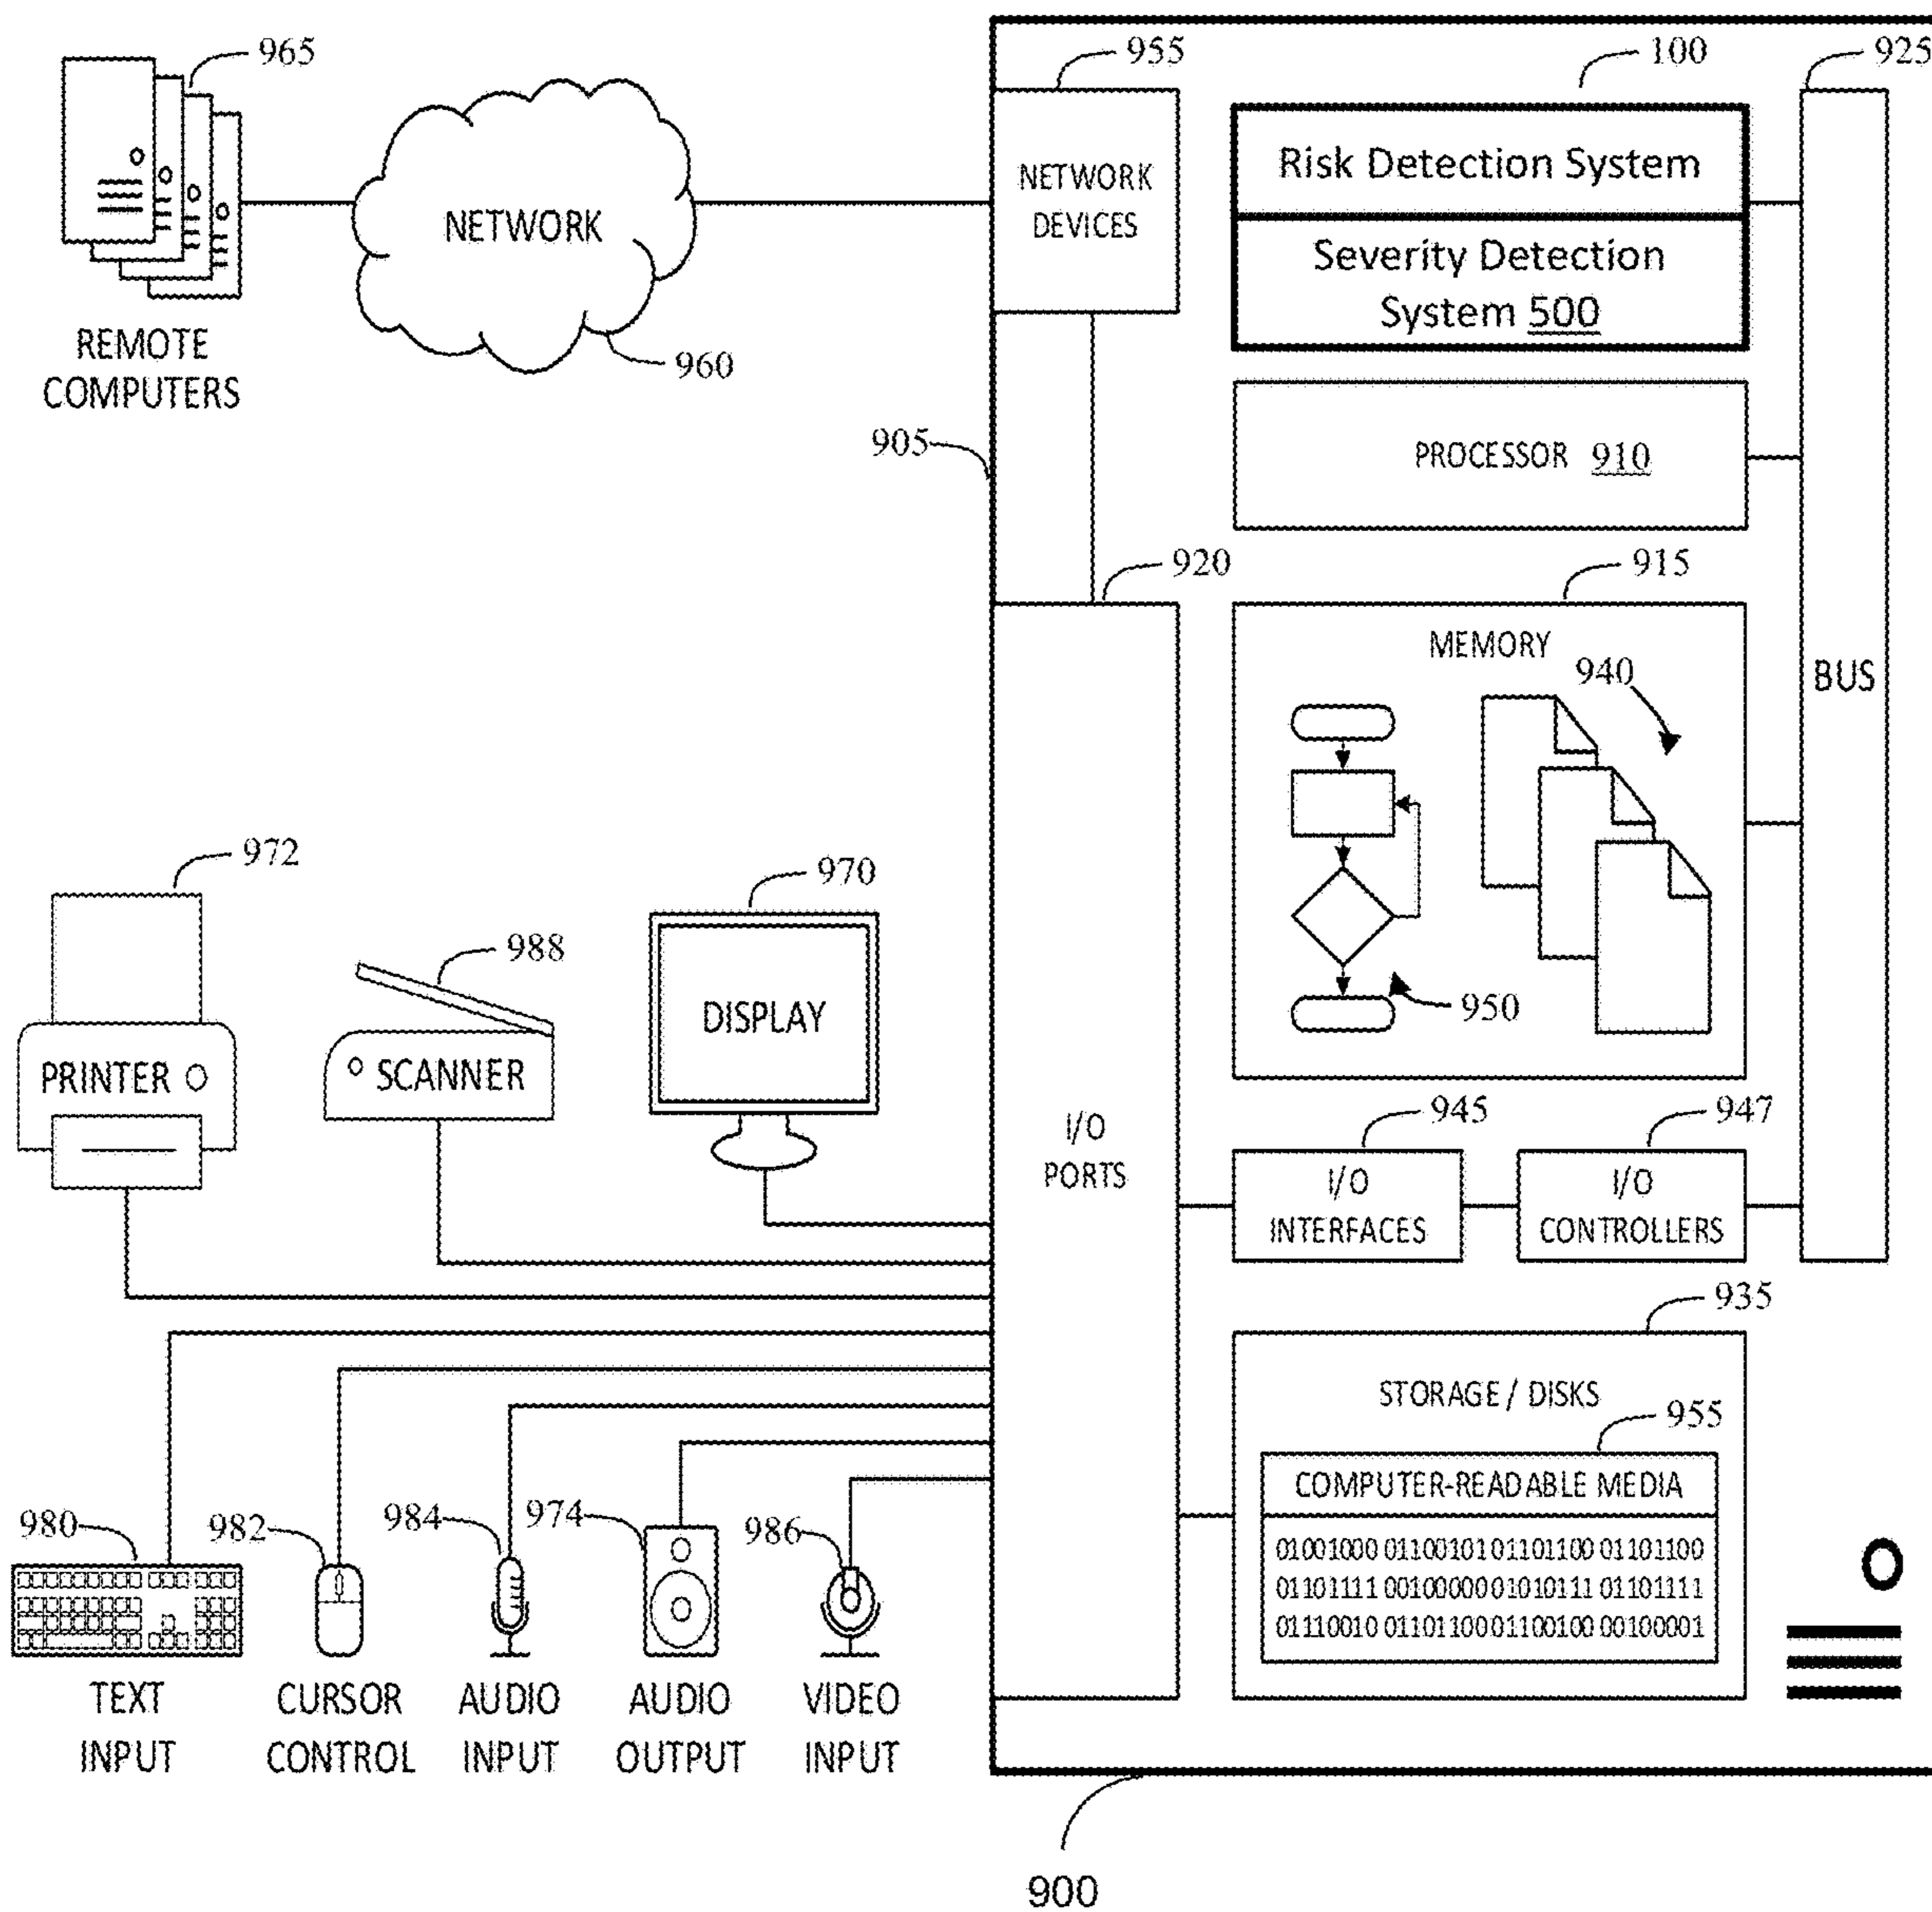 965
955
100
925
NETWORK
NETWORK
DEVICES
Risk Detection System
Severity Detection
System 500
REMOTE
COMPUTERS
960
905
PROCESSOR 910
920
915
MEMORY
940
BUS
950
972
988
970
PRINTER
SCANNER
DISPLAY
I/O
PORTS
945
947
I/O
INTERFACES
I/O
CONTROLLERS
935
STORAGE / DISKS
955
COMPUTER-READABLE MEDIA
01001000 01100101 01101100 01101100
01101111 00100000 01010111 01101111
01110010 01101100 01100100 00100001
980
982
984
974
986
TEXT
INPUT
CURSOR
CONTROL
AUDIO
INPUT
AUDIO
OUTPUT
VIDEO
INPUT
900